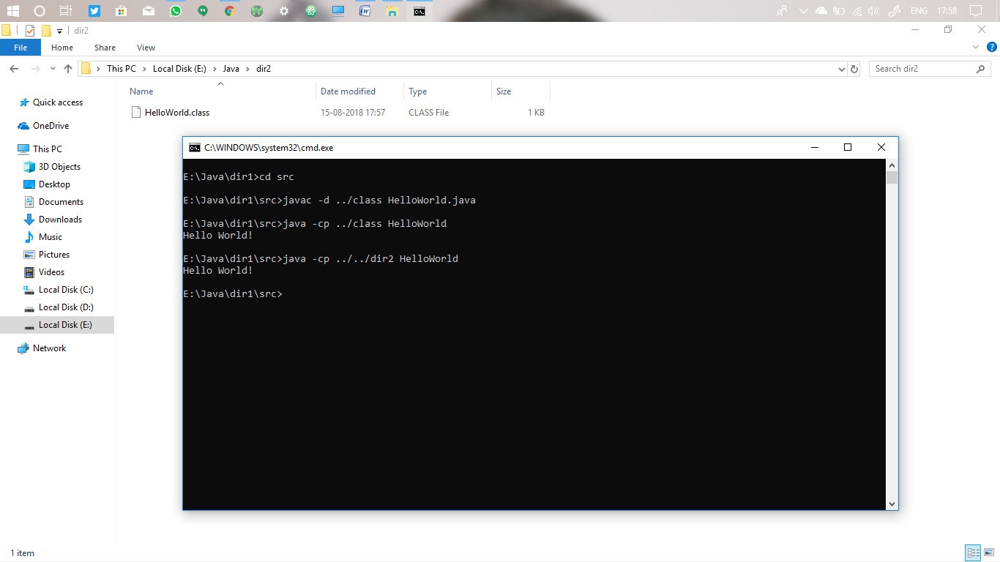 ENG 17:58
dir2
File Home Share View
This PC Local Disk (E:) Java dir2
Search dir2
Name Date modified Type Size
HelloWorld.class 15-08-2018 17:57 CLASS File 1 KB
Quick access
OneDrive
This PC
3D Objects
Desktop
Documents
Downloads
Music
Pictures
Videos
Local Disk (C:)
Local Disk (D:)
Local Disk (E:)
Network
C:\WINDOWS\system32\cmd.exe
E:\Java\dir1>cd src
E:\Java\dir1\src>javac -d ../class HelloWorld.java
E:\Java\dir1\src>java -cp ../class HelloWorld
Hello World!
E:\Java\dir1\src>java -cp ../../dir2 HelloWorld
Hello World!
E:\Java\dir1\src>
1 item